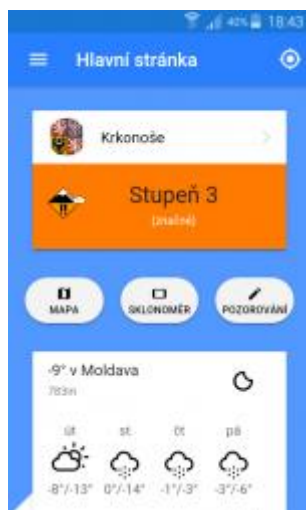 40% 18:43
Hlavní stránka
Krkonoše
Stupeň 3
(značné)
MAPA SKLONOMĚR POZOROVÁNÍ
-9° v Moldava
783m
út st čt pá
-8°/-13° 0°/-14° -1°/-3° -3°/-6°